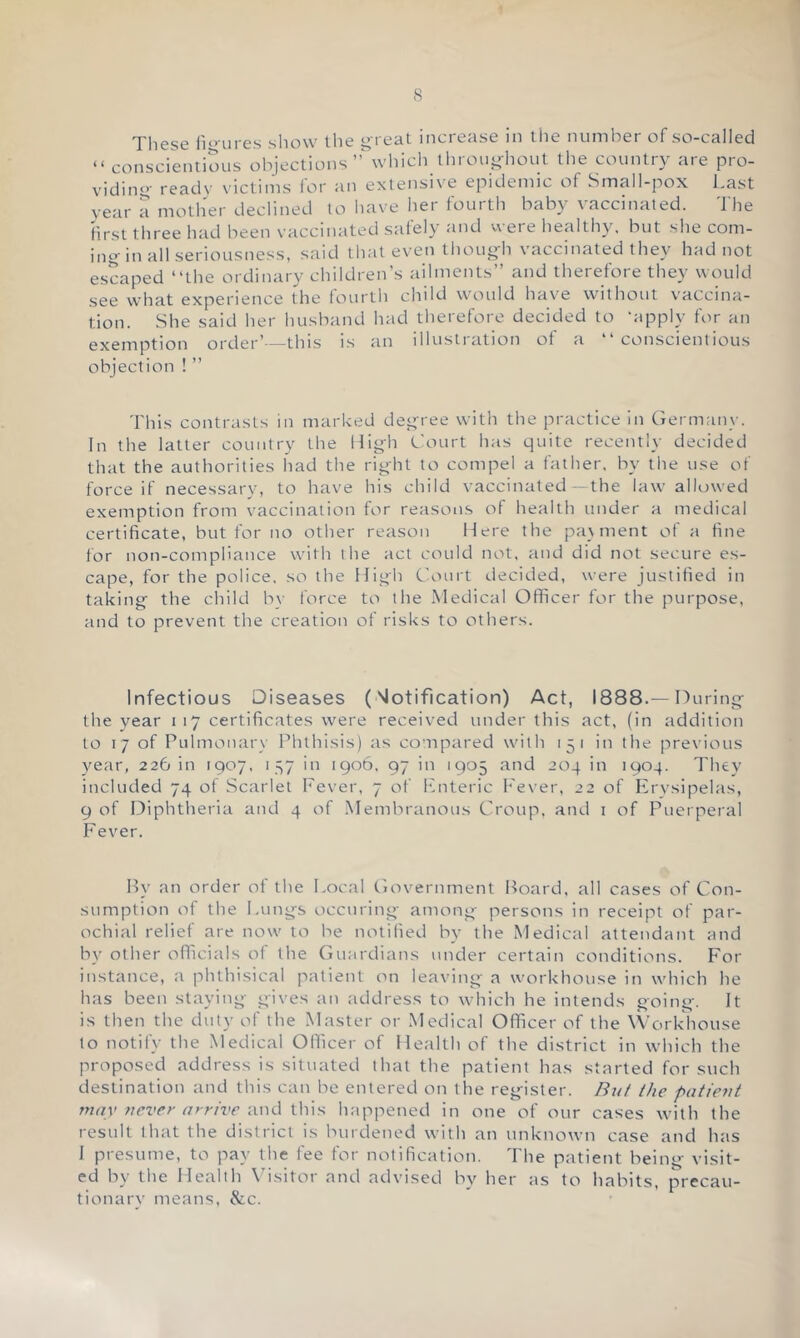 8
These figures show the great increase in the number of so-called
“ conscientious objections ” which throughout the country are pro-
viding ready victims for an extensive epidemic of Small-pox Last
year a mother declined to have her fourth baby vaccinated. The
first three had been vaccinated safely and were healthy, but she com-
ing in all seriousness, said that even though vaccinated they had not
escaped “the ordinary children’s ailments” and therefore they would
see what experience the fourth child would have without vaccina-
tion. She said her husband had therefore decided to ‘apply for an
exemption order’—this is an illustration of a “ conscientious
objection ! ”
This contrasts in marked degree with the practice in Germany.
In the latter country the High Court has quite recently decided
that the authorities had the right to compel a father, by the use of
force if necessary, to have his child vaccinated—the law allowed
exemption from vaccination for reasons of health under a medical
certificate, but for no other reason Here the payment of a fine
for non-compliance with the act could not, and did not secure es-
cape, for the police, so the High Court decided, were justified in
taking the child by force to the Medical Officer for the purpose,
and to prevent the creation of risks to others.
Infectious Diseases (Notification) Act, 1888.—During
the year 117 certificates were received under this act, (in addition
to 17 of Pulmonary Phthisis) as compared with 151 in the previous
year, 226 in 1907, 157 in 1906, 97 in 1905 and 204 in 1904. They
included 74 of Scarlet Fever, 7 of Enteric Fever, 22 of Erysipelas,
9 of Diphtheria and 4 of Membranous Croup, and 1 of Puerperal
Fever.
By an order of the Local Government Board, all cases of Con-
sumption of the Lungs occuring among persons in receipt of par-
ochial relief are now to be notified by the Medical attendant and
by other officials of the Guardians under certain conditions. For
instance, a phthisical patient on leaving a workhouse in which he
has been staying gives an address to which he intends going. It
is then the duty of the Master or Medical Officer of the Workhouse
to notify the Medical Officer of Health of the district in which the
proposed address is situated that the patient has started for such
destination and this can be entered on the register. But the patient
may never arrive and this happened in one of our cases with the
result that the district is burdened with an unknown case and has
I presume, to pay the fee for notification. The patient being visit-
ed by the Health Visitor and advised by her as to habits, precau-
tionary means, &c.